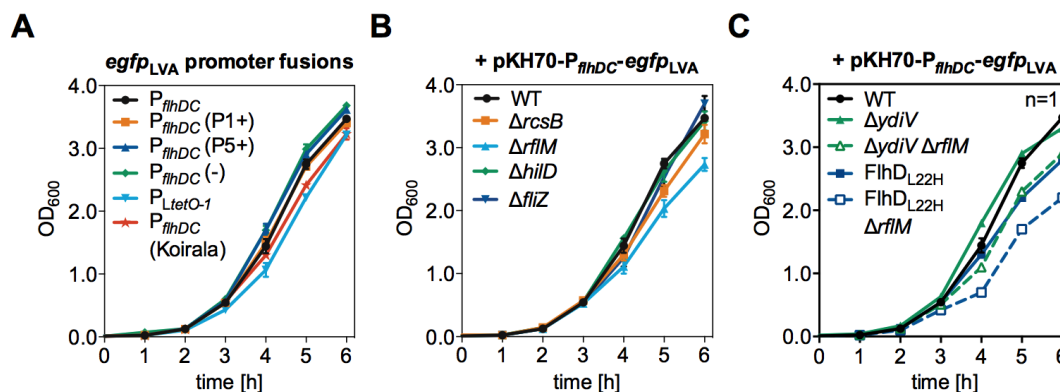 A
egfpLVA promoter fusions
4.0
3.0
2.0
1.0
0.0
OD600
PflhDC
PflhDC (P1+)
PflhDC (P5+)
PflhDC (-)
PLtetO-1
PflhDC
(Koirala)
0 1 2 3 4 5 6
time [h]
B
+ pKH70-PflhDC-egfpLVA
4.0
3.0
2.0
1.0
0.0
OD600
WT
ΔrcsB
ΔrflM
ΔhilD
ΔfliZ
0 1 2 3 4 5 6
time [h]
C
+ pKH70-PflhDC-egfpLVA
4.0
3.0
2.0
1.0
0.0
OD600
WT
n=1
ΔydiV
ΔydiV ΔrflM
FlhDL22H
FlhDL22H
ΔrflM
0 1 2 3 4 5 6
time [h]